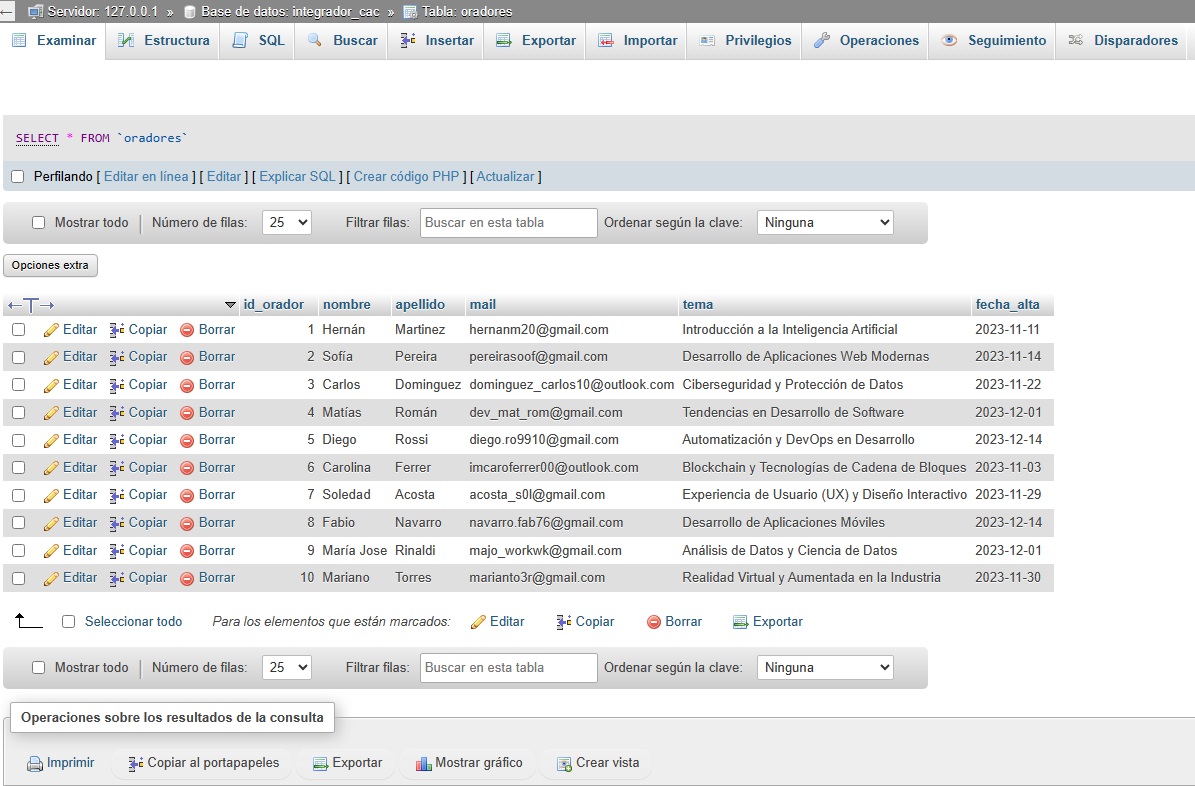 Servidor: 127.0.0.1 » Base de datos: integrador_cac » Tabla: oradores
Examinar Estructura SQL Buscar Insertar Exportar Importar Privilegios Operaciones Seguimiento Disparadores
SELECT * FROM `oradores`
Perfilando [ Editar en línea ] [ Editar ] [ Explicar SQL ] [ Crear código PHP ] [ Actualizar ]
Mostrar todo | Número de filas: 25 Filtrar filas: Buscar en esta tabla Ordenar según la clave: Ninguna
Opciones extra
id_orador nombre apellido mail tema fecha_alta
Editar Copiar Borrar 1 Hernán Martinez hernanm20@gmail.com Introducción a la Inteligencia Artificial 2023-11-11
Editar Copiar Borrar 2 Sofía Pereira pereirasoof@gmail.com Desarrollo de Aplicaciones Web Modernas 2023-11-14
Editar Copiar Borrar 3 Carlos Dominguez dominguez_carlos10@outlook.com Ciberseguridad y Protección de Datos 2023-11-22
Editar Copiar Borrar 4 Matías Román dev_mat_rom@gmail.com Tendencias en Desarrollo de Software 2023-12-01
Editar Copiar Borrar 5 Diego Rossi diego.ro9910@gmail.com Automatización y DevOps en Desarrollo 2023-12-14
Editar Copiar Borrar 6 Carolina Ferrer imcaroferrer00@outlook.com Blockchain y Tecnologías de Cadena de Bloques 2023-11-03
Editar Copiar Borrar 7 Soledad Acosta acosta_s0l@gmail.com Experiencia de Usuario (UX) y Diseño Interactivo 2023-11-29
Editar Copiar Borrar 8 Fabio Navarro navarro.fab76@gmail.com Desarrollo de Aplicaciones Móviles 2023-12-14
Editar Copiar Borrar 9 María Jose Rinaldi majo_workwk@gmail.com Análisis de Datos y Ciencia de Datos 2023-12-01
Editar Copiar Borrar 10 Mariano Torres marianto3r@gmail.com Realidad Virtual y Aumentada en la Industria 2023-11-30
Seleccionar todo Para los elementos que están marcados: Editar Copiar Borrar Exportar
Mostrar todo | Número de filas: 25 Filtrar filas: Buscar en esta tabla Ordenar según la clave: Ninguna
Operaciones sobre los resultados de la consulta
Imprimir Copiar al portapapeles Exportar Mostrar gráfico Crear vista